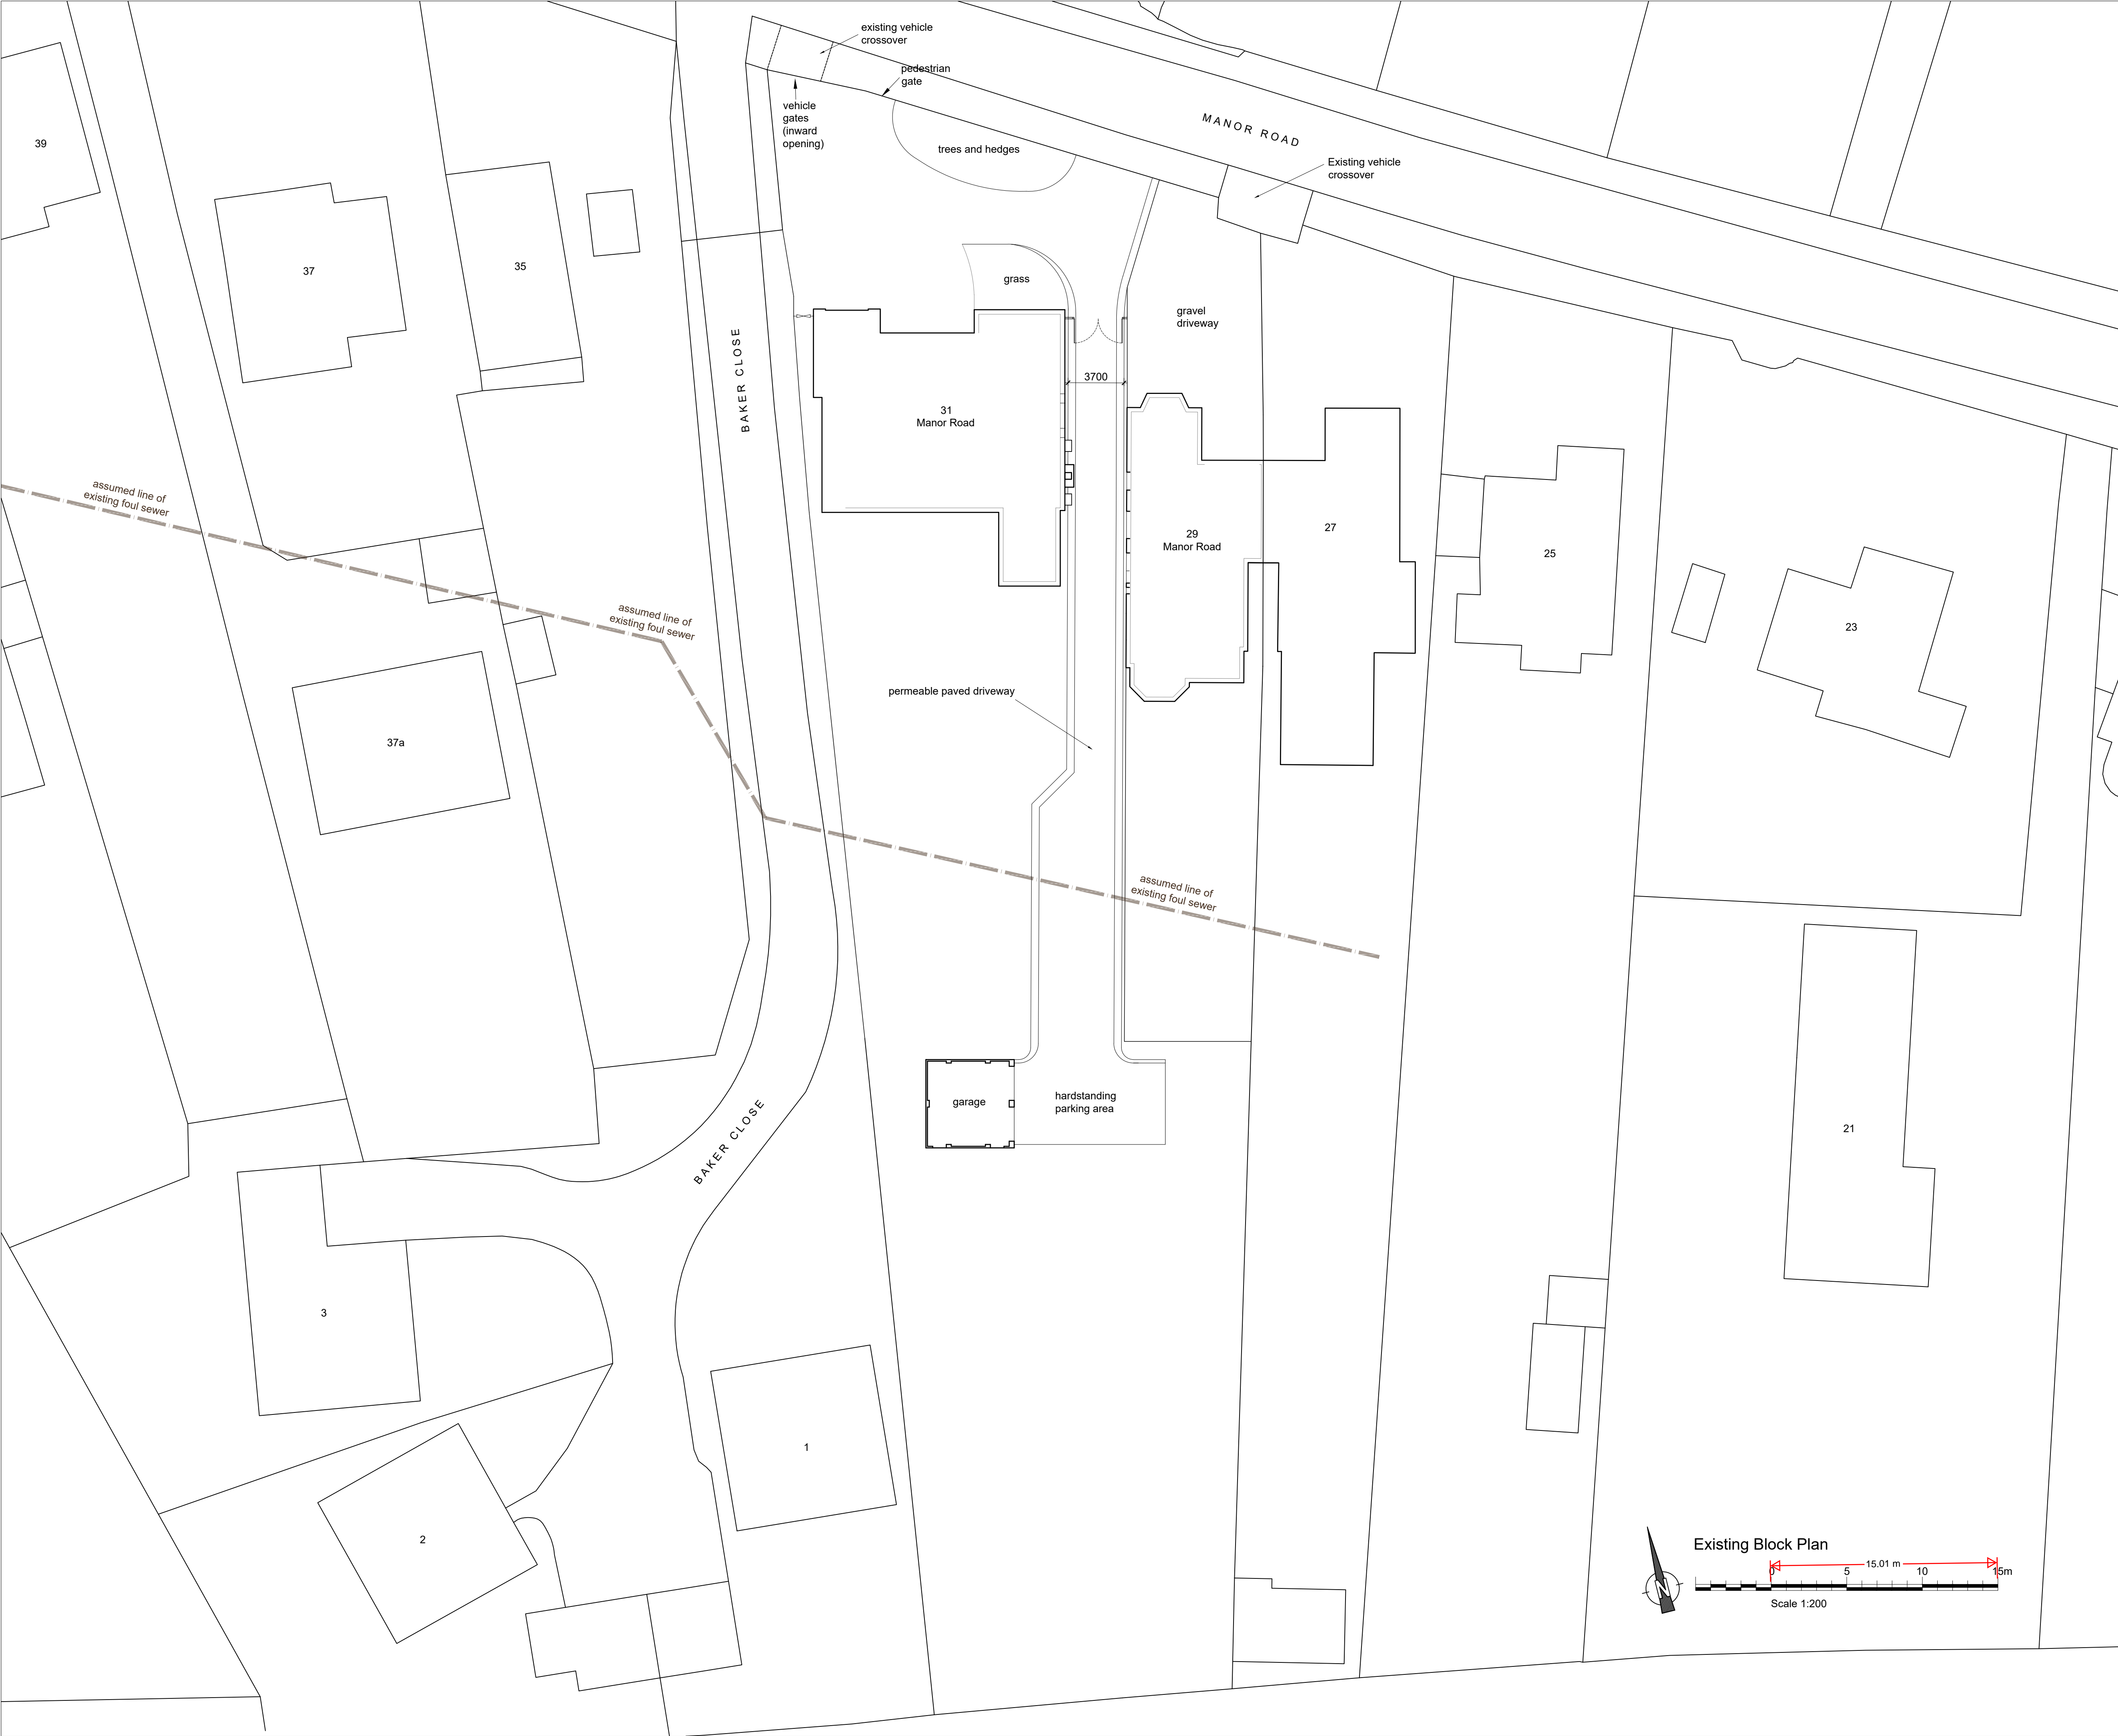 existing vehicle
crossover
pedestrian
gate
vehicle
gates
(inward
opening)
trees and hedges
MANOR ROAD
Existing vehicle
crossover
39
37
35
grass
gravel
driveway
BAKER CLOSE
3700
31
Manor Road
29
Manor Road
27
25
23
assumed line of
existing foul sewer
assumed line of
existing foul sewer
permeable paved driveway
37a
assumed line of
existing foul sewer
garage
hardstanding
parking area
BAKER CLOSE
21
3
1
2
N
Existing Block Plan
15.01 m
0
5
10
15m
Scale 1:200